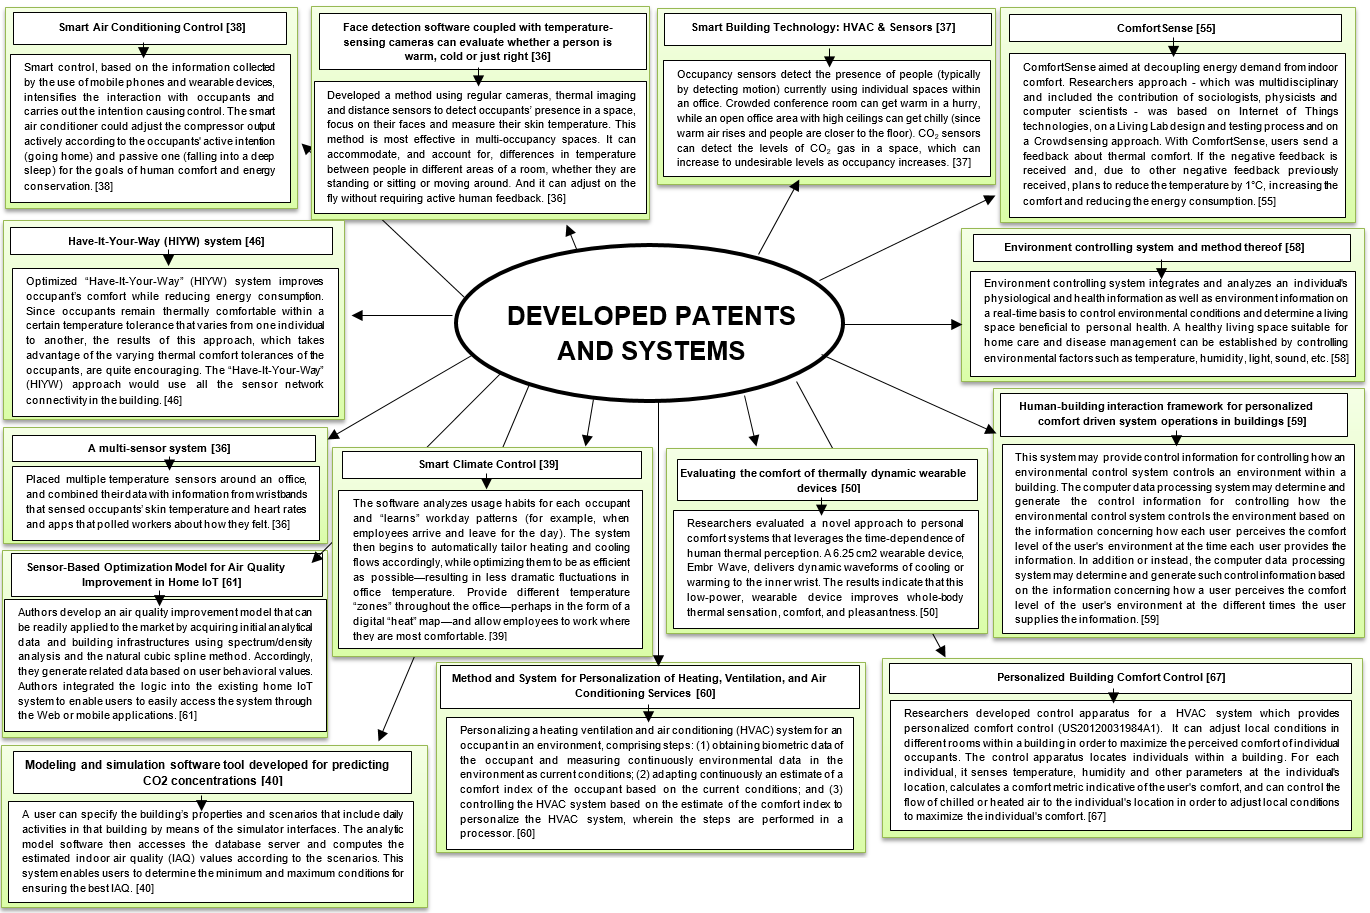 Smart Air Conditioning Control [38]
Smart control, based on the information collected
by the use of mobile phones and wearable devices,
intensifies the interaction with occupants and
carries out the intention causing control. The smart
air conditioner could adjust the compressor output
actively according to the occupants' active intention
(going home) and passive one (falling into a deep
sleep) for the goals of human comfort and energy
conservation. [38]
Face detection software coupled with temperature-
sensing cameras can evaluate whether a person is
warm, cold or just right [36]
Developed a method using regular cameras, thermal imaging
and distance sensors to detect occupants' presence in a space,
focus on their faces and measure their skin temperature. This
method is most effective in multi-occupancy spaces. It can
accommodate, and account for, differences in temperature
between people in different areas of a room, whether they are
standing or sitting or moving around. And it can adjust on the
fly without requiring active human feedback. [36]
Smart Building Technology: HVAC & Sensors [37]
Occupancy sensors detect the presence of people (typically
by detecting motion) currently using individual spaces within
an office. Crowded conference room can get warm in a hurry,
while an open office area with high ceilings can get chilly (since
warm air rises and people are closer to the floor). CO₂ sensors
can detect the levels of CO₂ gas in a space, which can
increase to undesirable levels as occupancy increases. [37]
ComfortSense [55]
ComfortSense aimed at decoupling energy demand from indoor
comfort. Researchers approach - which was multidisciplinary
and included the contribution of sociologists, physicists and
computer scientists - was based on Internet of Things
technologies, on a Living Lab design and testing process and on
a Crowdsensing approach. With ComfortSense, users send a
feedback about thermal comfort. If the negative feedback is
received and, due to other negative feedback previously
received, plans to reduce the temperature by 1°C, increasing the
comfort and reducing the energy consumption. [55]
Have-It-Your-Way (HIYW) system [46]
Optimized “Have-It-Your-Way” (HIYW) system improves
occupant's comfort while reducing energy consumption.
Since occupants remain thermally comfortable within a
certain temperature tolerance that varies from one individual
to another, the results of this approach, which takes
advantage of the varying thermal comfort tolerances of the
occupants, are quite encouraging. The “Have-It-Your-Way”
(HIYW) approach would use all the sensor network
connectivity in the building. [46]
DEVELOPED PATENTS
AND SYSTEMS
Environment controlling system and method thereof [58]
Environment controlling system integrates and analyzes an individual's
physiological and health information as well as environment information on
a real-time basis to control environmental conditions and determine a living
space beneficial to personal health. A healthy living space suitable for
home care and disease management can be established by controlling
environmental factors such as temperature, humidity, light, sound, etc. [58]
A multi-sensor system [36]
Placed multiple temperature sensors around an office,
and combined their data with information from wristbands
that sensed occupants' skin temperature and heart rates
and apps that polled workers about how they felt. [36]
Smart Climate Control [39]
The software analyzes usage habits for each occupant
and “learns” workday patterns (for example, when
employees arrive and leave for the day). The system
then begins to automatically tailor heating and cooling
flows accordingly, while optimizing them to be as efficient
as possible—resulting in less dramatic fluctuations in
office temperature. Provide different temperature
“zones” throughout the office—perhaps in the form of a
digital “heat” map—and allow employees to work where
they are most comfortable. [39]
Evaluating the comfort of thermally dynamic wearable
devices [50]
Researchers evaluated a novel approach to personal
comfort systems that leverages the time-dependence of
human thermal perception. A 6.25 cm2 wearable device,
Embr Wave, delivers dynamic waveforms of cooling or
warming to the inner wrist. The results indicate that this
low-power, wearable device improves whole-body
thermal sensation, comfort, and pleasantness. [50]
Human-building interaction framework for personalized
comfort driven system operations in buildings [59]
This system may provide control information for controlling how an
environmental control system controls an environment within a
building. The computer data processing system may determine and
generate the control information for controlling how the
environmental control system controls the environment based on
the information concerning how each user perceives the comfort
level of the user's environment at the time each user provides the
information. In addition or instead, the computer data processing
system may determine and generate such control information based
on the information concerning how a user perceives the comfort
level of the user's environment at the different times the user
supplies the information. [59]
Sensor-Based Optimization Model for Air Quality
Improvement in Home IoT [61]
Authors develop an air quality improvement model that can
be readily applied to the market by acquiring initial analytical
data and building infrastructures using spectrum/density
analysis and the natural cubic spline method. Accordingly,
they generate related data based on user behavioral values.
Authors integrated the logic into the existing home IoT
system to enable users to easily access the system through
the Web or mobile applications. [61]
Method and System for Personalization of Heating, Ventilation, and Air
Conditioning Services [60]
Personalizing a heating ventilation and air conditioning (HVAC) system for an
occupant in an environment, comprising steps: (1) obtaining biometric data of
the occupant and measuring continuously environmental data in the
environment as current conditions; (2) adapting continuously an estimate of a
comfort index of the occupant based on the current conditions; and (3)
controlling the HVAC system based on the estimate of the comfort index to
personalize the HVAC system, wherein the steps are performed in a
processor. [60]
Personalized Building Comfort Control [67]
Researchers developed control apparatus for a HVAC system which provides
personalized comfort control (US20120031984A1). It can adjust local conditions in
different rooms within a building in order to maximize the perceived comfort of individual
occupants. The control apparatus locates individuals within a building. For each
individual, it senses temperature, humidity and other parameters at the individual's
location, calculates a comfort metric indicative of the user's comfort, and can control the
flow of chilled or heated air to the individual's location in order to adjust local conditions
to maximize the individual's comfort. [67]
Modeling and simulation software tool developed for predicting
CO2 concentrations [40]
A user can specify the building's properties and scenarios that include daily
activities in that building by means of the simulator interfaces. The analytic
model software then accesses the database server and computes the
estimated indoor air quality (IAQ) values according to the scenarios. This
system enables users to determine the minimum and maximum conditions for
ensuring the best IAQ. [40]